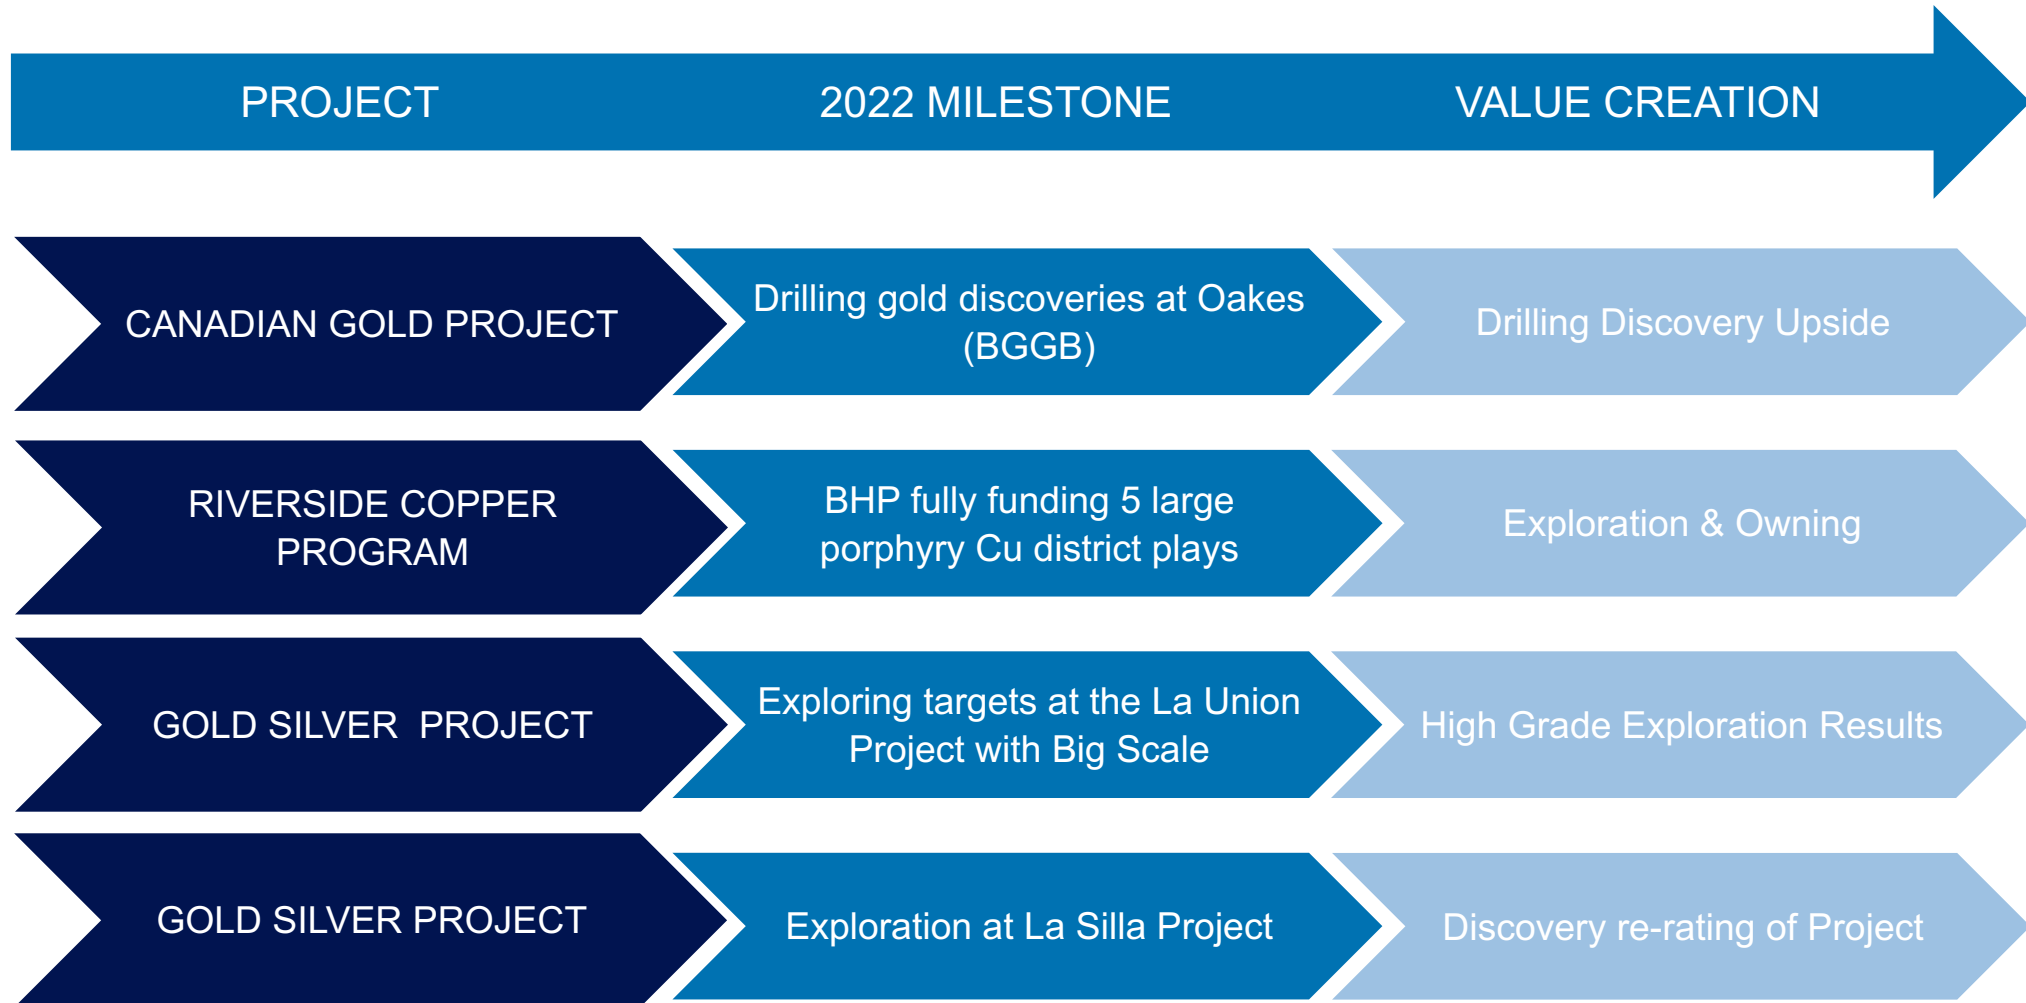 PROJECT 2022 MILESTONE VALUE CREATION
CANADIAN GOLD PROJECT
Drilling gold discoveries at Oakes
(BGGB)
Drilling Discovery Upside
RIVERSIDE COPPER
PROGRAM
BHP fully funding 5 large
porphyry Cu district plays
Exploration & Owning
GOLD SILVER  PROJECT
Exploring targets at the La Union
Project with Big Scale
High Grade Exploration Results
GOLD SILVER PROJECT
Exploration at La Silla Project
Discovery re-rating of Project